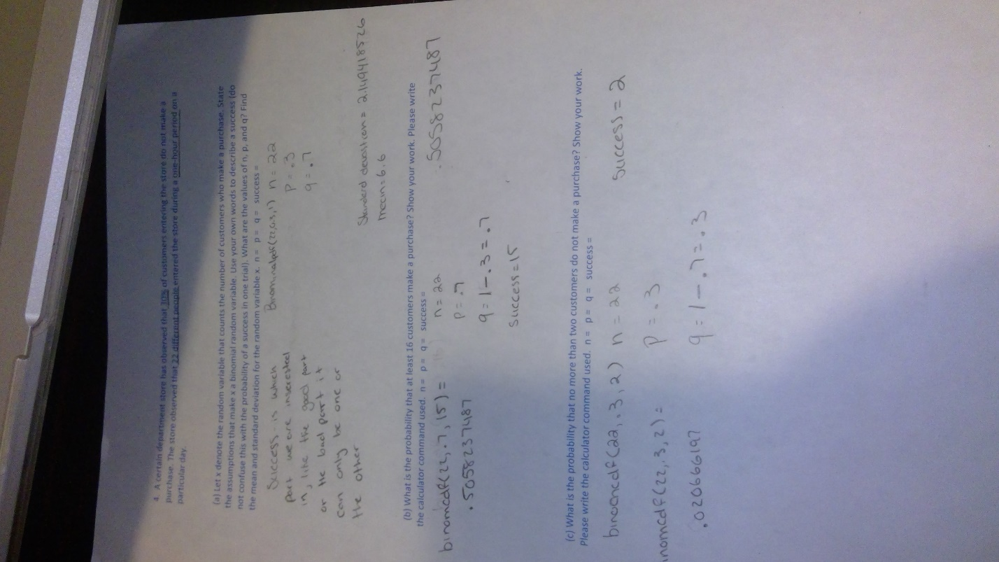 4. A certain department store has observed that 30% of customers entering the store do not make a
purchase. The store observed that 22 different people entered the store during a one-hour period on a
particular day.
(a) Let x denote the random variable that counts the number of customers who make a purchase. State
the assumptions that make x a binomial random variable. Use your own words to describe a success (do
not confuse this with the probability of a success in one trial). What are the values of n, p, and q? Find
the mean and standard deviation for the random variable x. n = p = q = success =
Success is which
part we are interested
in, like the good part
or the bad part it
can only be one or
the other
Binomialpdf(22,0.3,1) n = 22
p = .3
q = .7
Standard deviation = 2.149418526
mean = 6.6
(b) What is the probability that at least 16 customers make a purchase? Show your work. Please write
the calculator command used. n = p = q = success =
binomcdf(22,.7,15) =
.5058237487
n = 22
p = .7
q = 1 - .3 = .7
success = 15
.5058237487
(c) What is the probability that no more than two customers do not make a purchase? Show your work.
Please write the calculator command used. n = p = q = success =
binomcdf(22,.3,2) n = 22
p = .3
success = 2
inomcdf(22,.3,2) =
q = 1 - .7 = .3
.020666197